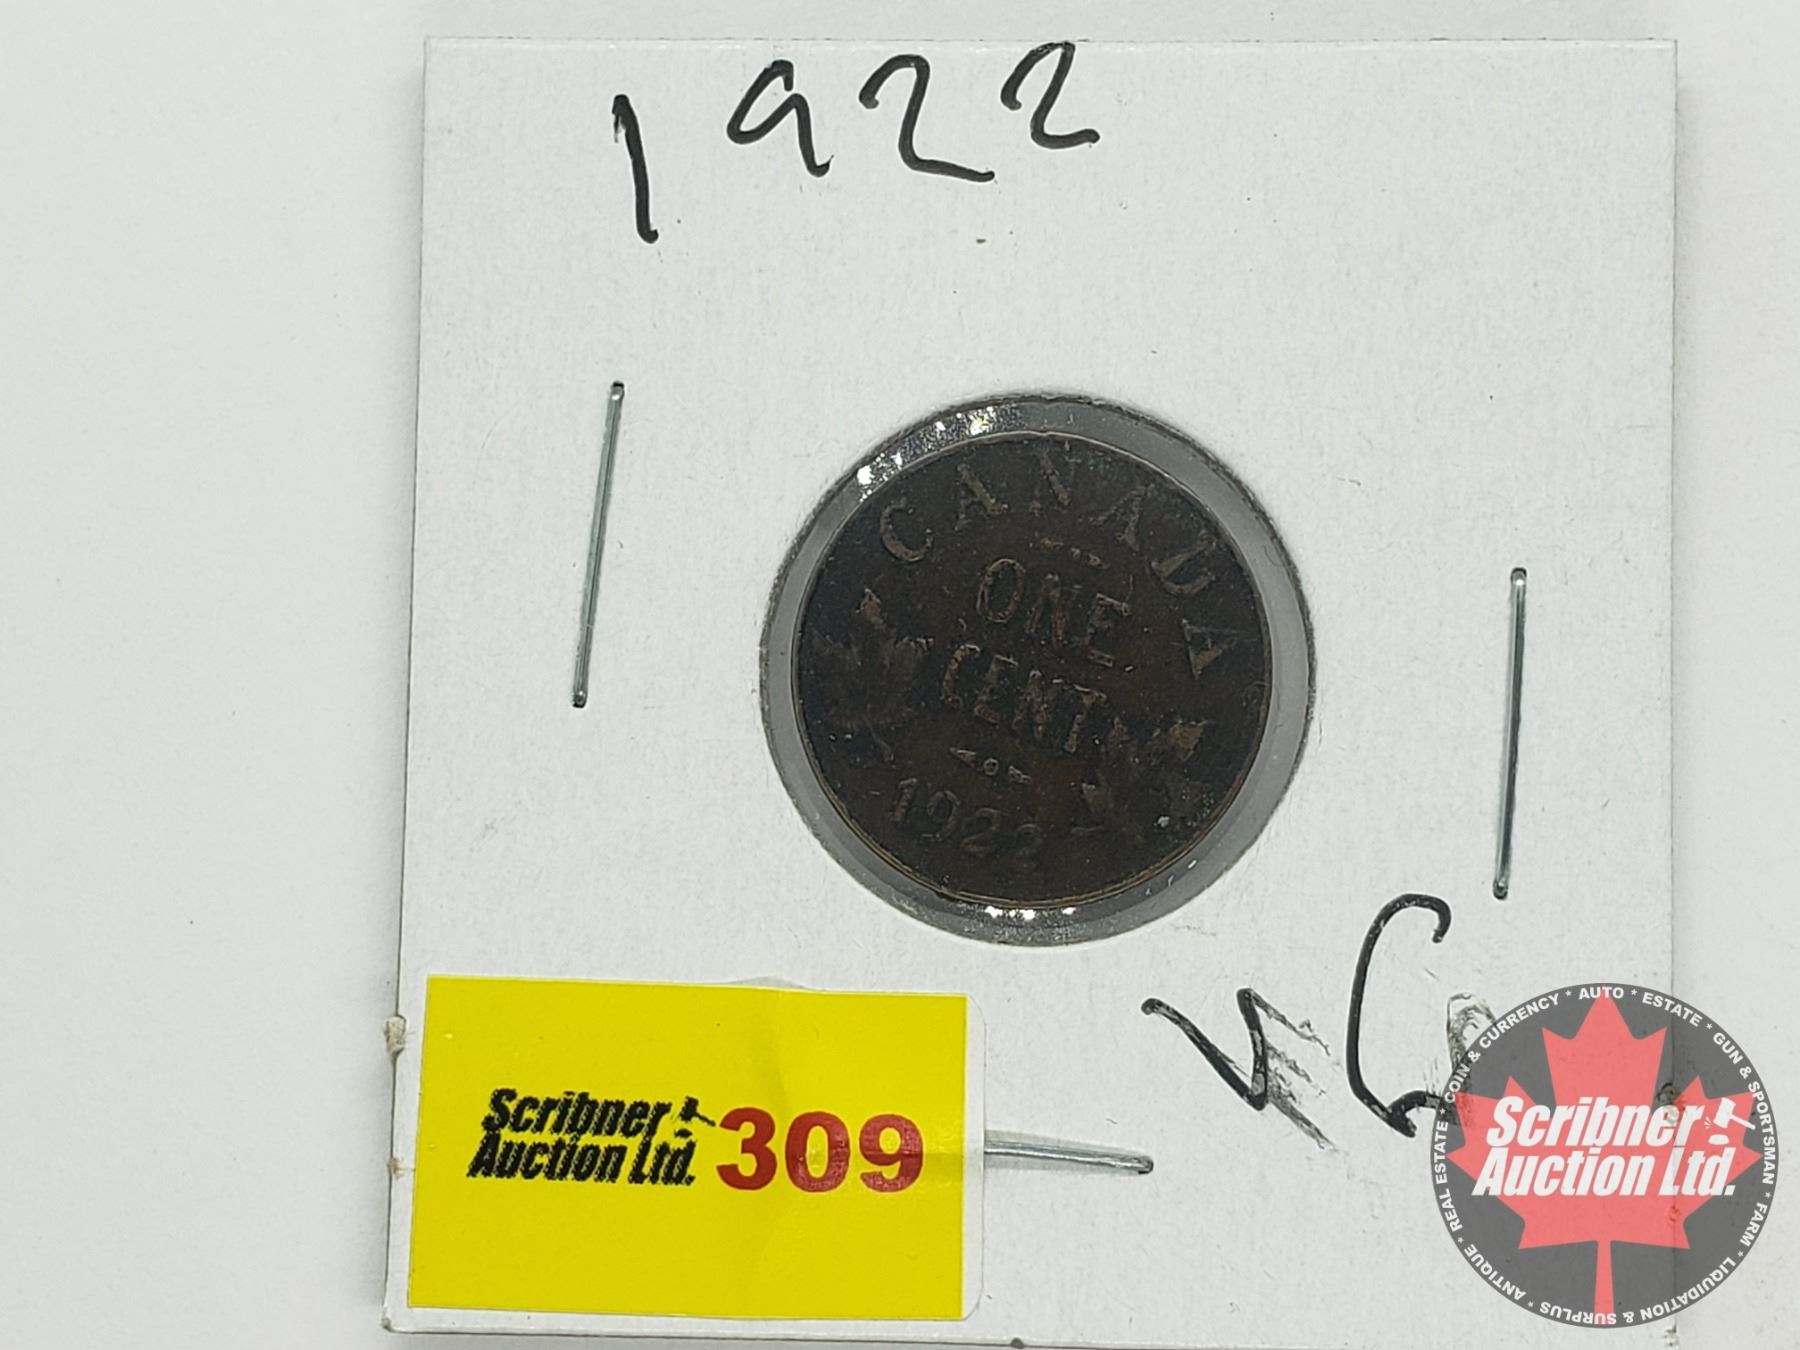 1922
CANADA
ONE
CENT
1922
VG
Scribner
Auction Ltd.
309
REAL ESTATE * COIN & CURRENCY * AUTO * ESTATE * GUN & SPORTSMAN * FARM * LIQUIDATION & SURPLUS * ANTIQUE *
Scribner
Auction Ltd.